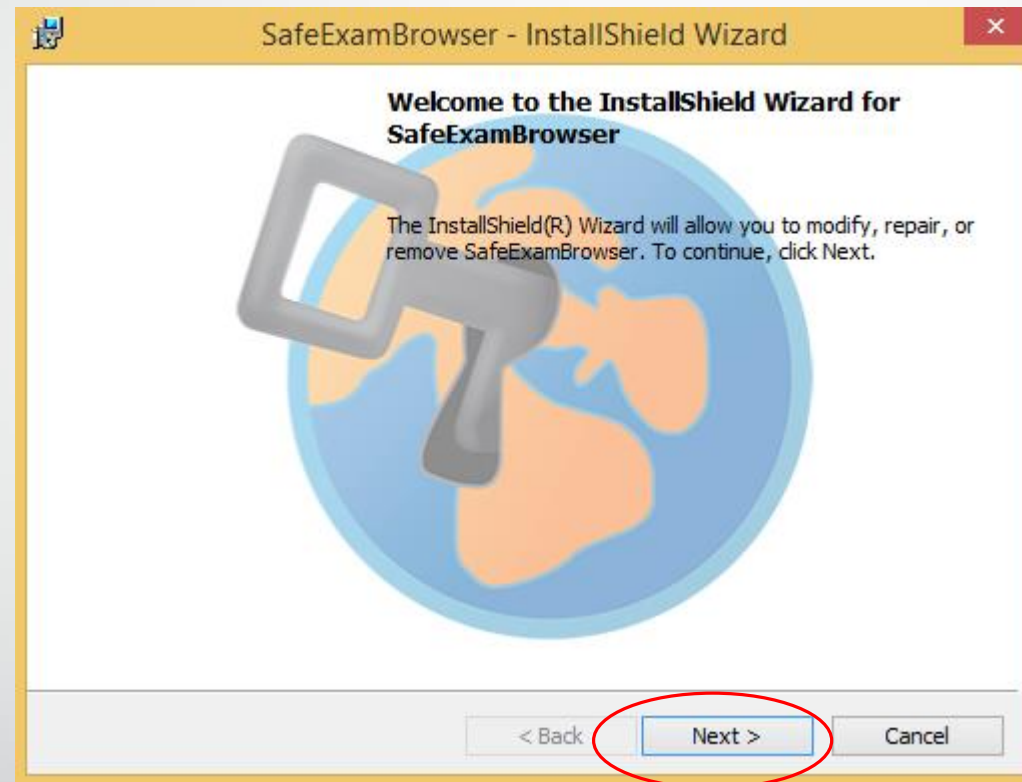 SafeExamBrowser - InstallShield Wizard
Welcome to the InstallShield Wizard for
SafeExamBrowser
The InstallShield(R) Wizard will allow you to modify, repair, or
remove SafeExamBrowser. To continue, click Next.
< Back Next > Cancel